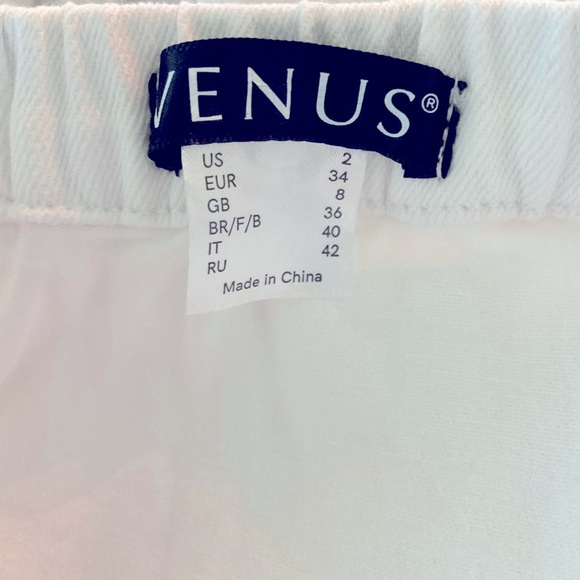 VENUS®
US 2
EUR 34
GB 8
BR/F/B 36
IT 40
RU 42
Made in China